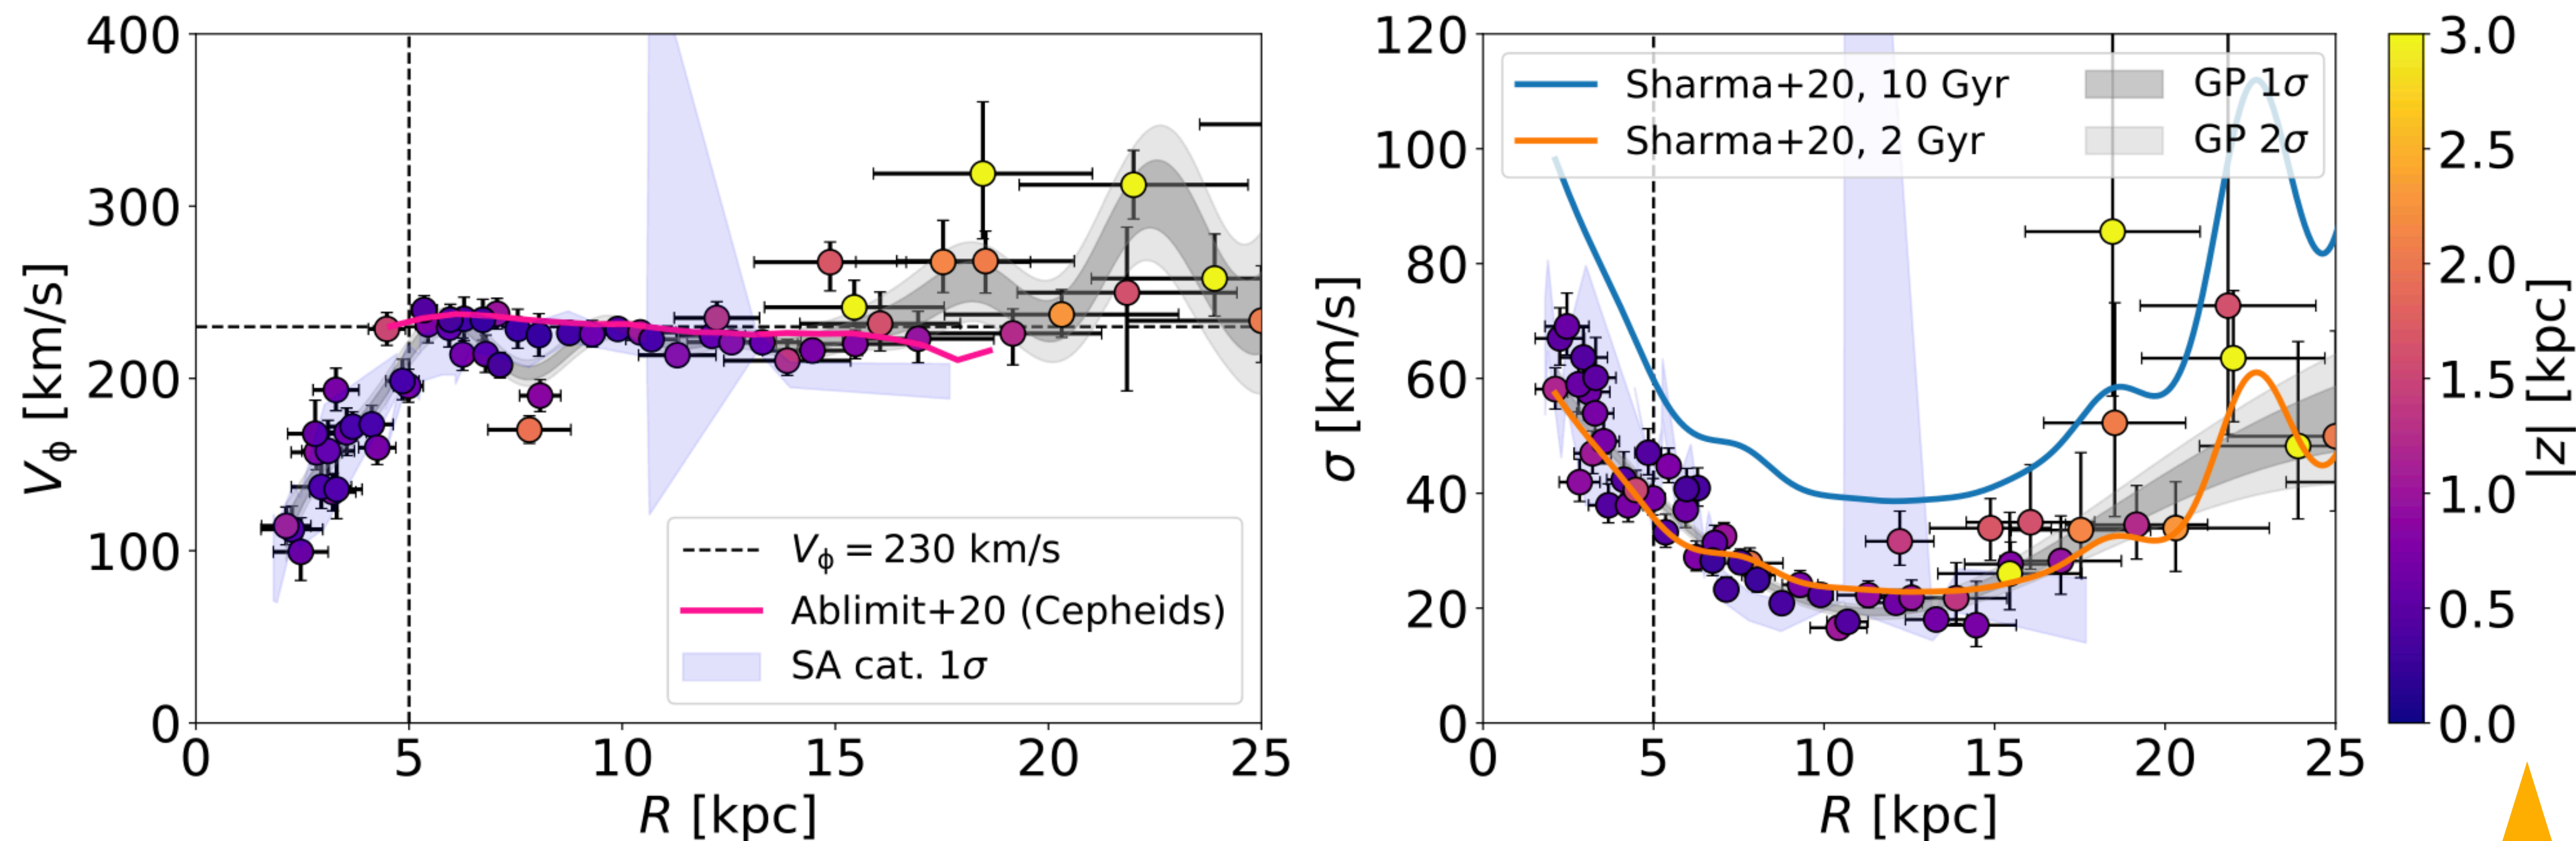 400
300
200
100
0
V_ϕ [km/s]
0 5 10 15 20 25
R [kpc]
V_ϕ = 230 km/s
Ablimit+20 (Cepheids)
SA cat. 1σ
120
100
80
60
40
20
0
σ [km/s]
0 5 10 15 20 25
R [kpc]
Sharma+20, 10 Gyr
Sharma+20, 2 Gyr
GP 1σ
GP 2σ
3.0
2.5
2.0
1.5
1.0
0.5
0.0
|z| [kpc]